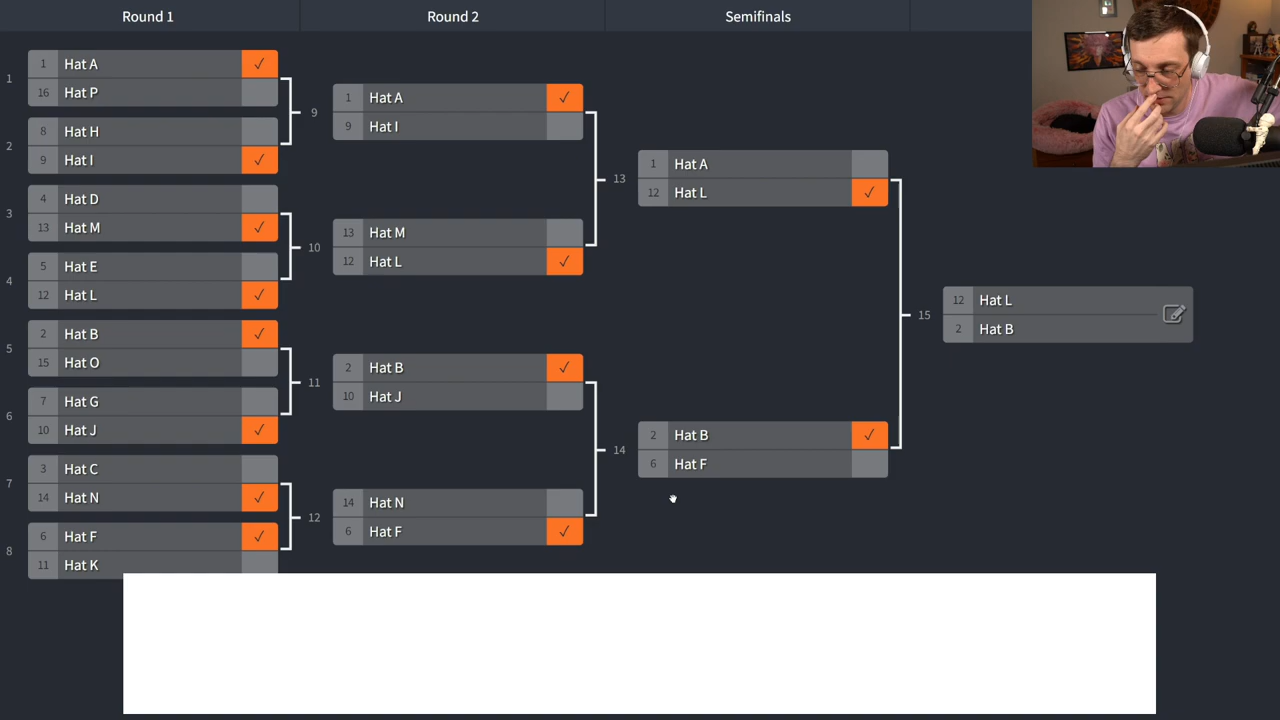 Round 1
Round 2
Semifinals
1
1 Hat A ✓
16 Hat P
2
8 Hat H
9 Hat I ✓
3
4 Hat D
13 Hat M ✓
4
5 Hat E
12 Hat L ✓
5
2 Hat B ✓
15 Hat O
6
7 Hat G
10 Hat J ✓
7
3 Hat C
14 Hat N ✓
8
6 Hat F ✓
11 Hat K
9
1 Hat A ✓
9 Hat I
10
13 Hat M
12 Hat L ✓
11
2 Hat B ✓
10 Hat J
12
14 Hat N
6 Hat F ✓
13
1 Hat A
12 Hat L ✓
14
2 Hat B ✓
6 Hat F
15
12 Hat L
2 Hat B